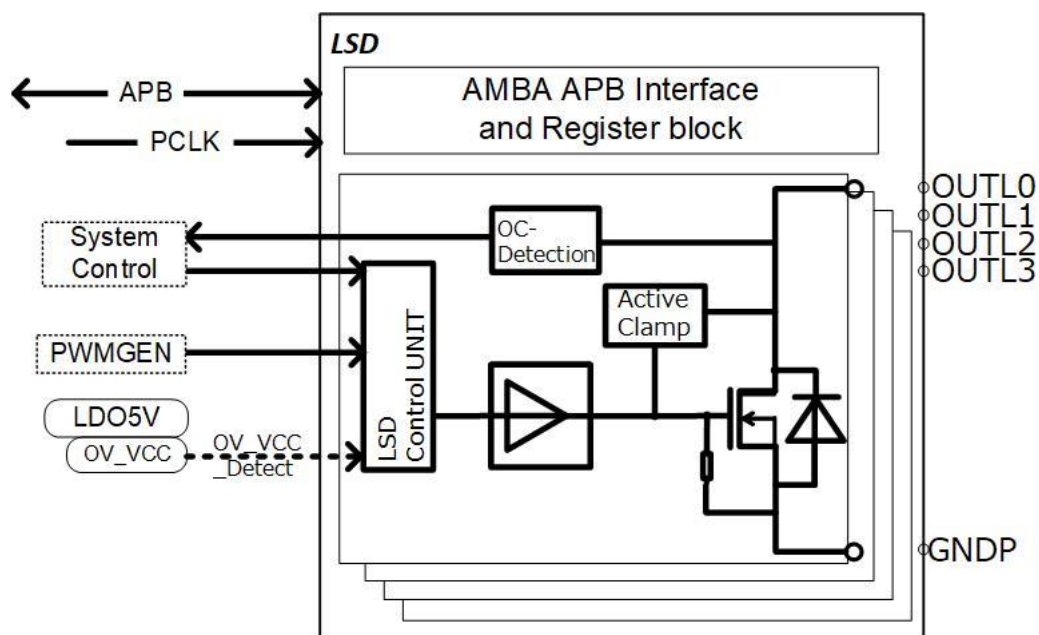 LSD
AMBA APB Interface
and Register block
APB
PCLK
OUTL0
OUTL1
OUTL2
OUTL3
OC-
Detection
System
Control
Active
Clamp
PWMGEN
LSD
Control UNIT
LDO5V
OV_VCC
OV_VCC
_Detect
GNDP